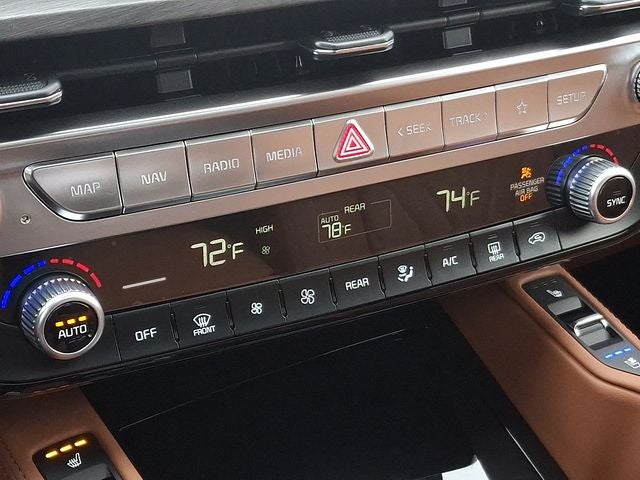 MAP NAV RADIO MEDIA < SEEK TRACK > ☆ SETUP
72°F HIGH
REAR
AUTO
78°F
74°F
PASSENGER
AIR BAG
OFF
SYNC
AUTO
OFF
FRONT
REAR
A/C
REAR